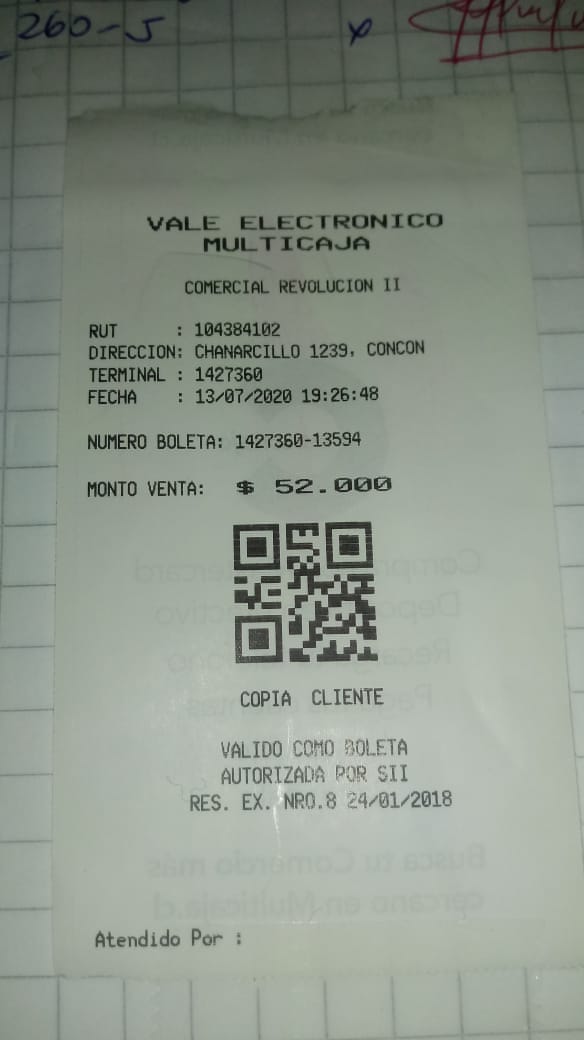 260-5
VALE ELECTRONICO
MULTICAJA
COMERCIAL REVOLUCION II
RUT : 104384102
DIRECCION: CHANARCILLO 1239, CONCON
TERMINAL : 1427360
FECHA : 13/07/2020 19:26:48
NUMERO BOLETA: 1427360-13594
MONTO VENTA: $ 52.000
COPIA CLIENTE
VALIDO COMO BOLETA
AUTORIZADA POR SII
RES. EX. NRO.8 24/01/2018
Atendido Por :